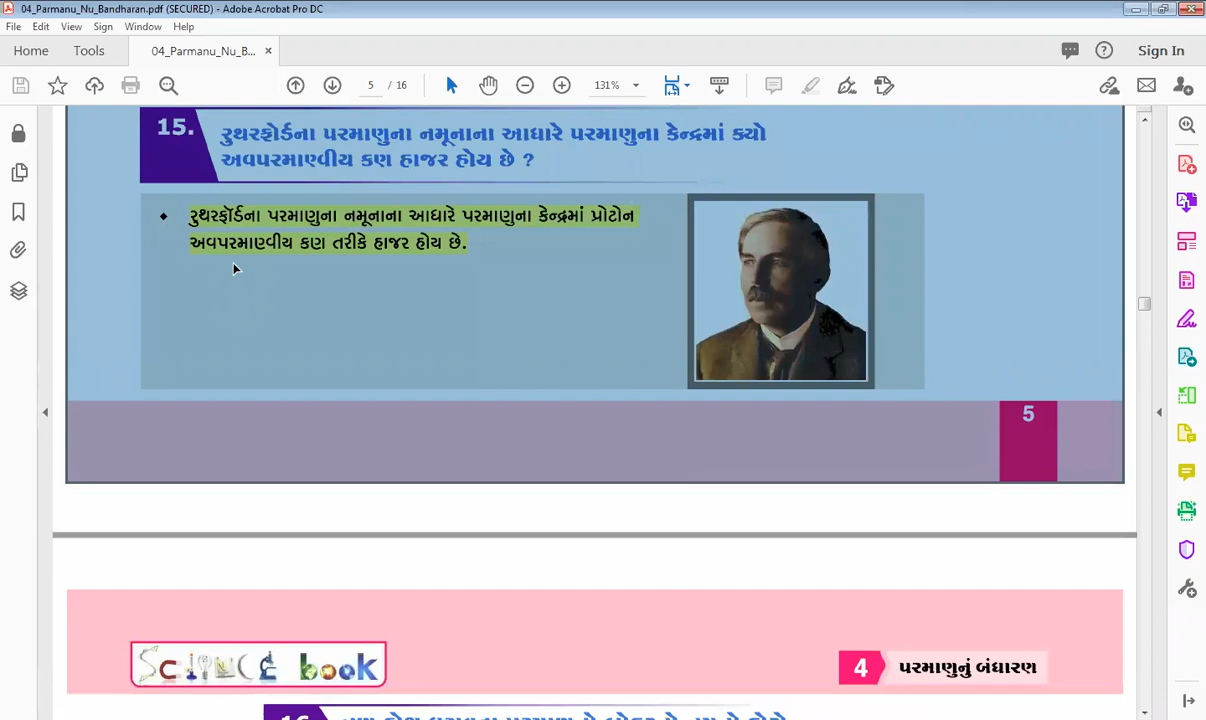 04_Parmanu_Nu_Bandharan.pdf (SECURED) - Adobe Acrobat Pro DC
File Edit View Sign Window Help
Home Tools 04_Parmanu_Nu_B... × Sign In
5 / 16 131%
15. રુથરફોર્ડના પરમાણુના નમૂનાના આધારે પરમાણુના કેન્દ્રમાં ક્યો
અવપરમાણ્વીય કણ હાજર હોય છે ?
રુથરફૉર્ડના પરમાણુના નમૂનાના આધારે પરમાણુના કેન્દ્રમાં પ્રોટોન
અવપરમાણ્વીય કણ તરીકે હાજર હોય છે.
5
Science book
4 પરમાણુનું બંધારણ